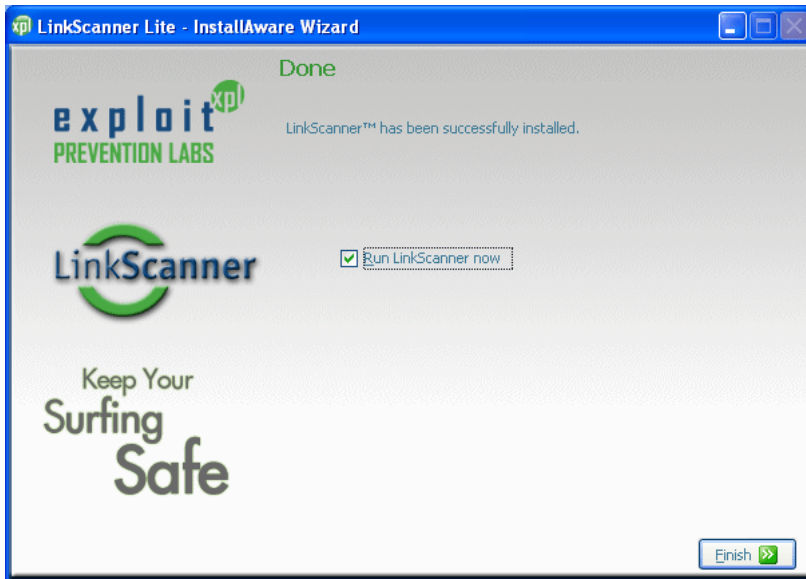 xpl LinkScanner Lite - InstallAware Wizard
Done
exploit xpl
PREVENTION LABS
LinkScanner™ has been successfully installed.
LinkScanner
Run LinkScanner now
Keep Your
Surfing
Safe
Finish